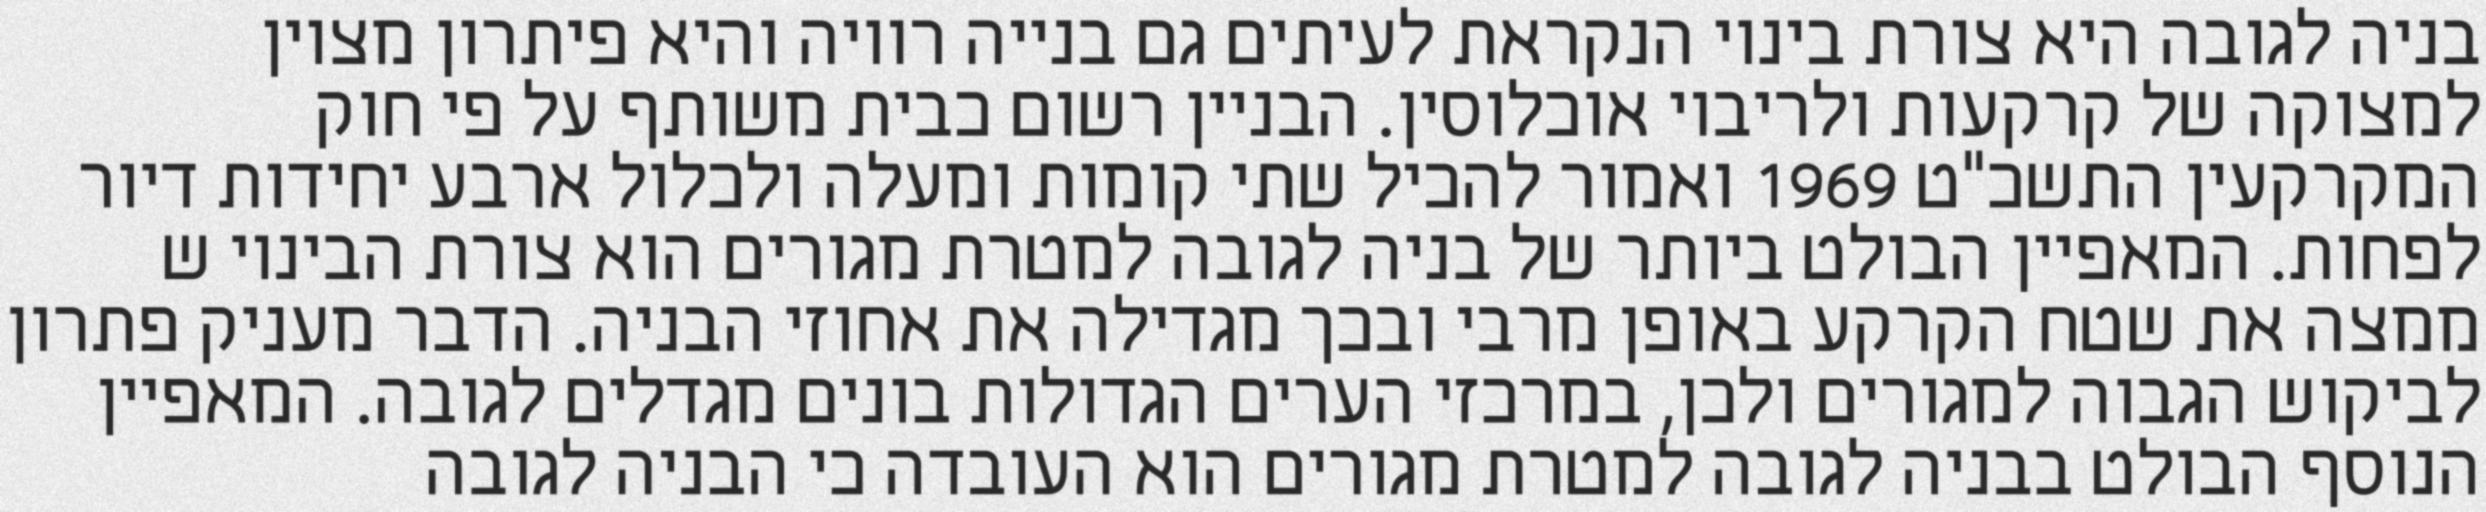 בניה לגובה היא צורת בינוי הנקראת לעיתים גם בנייה רוויה והיא פיתרון מצוין
למצוקה של קרקעות ולריבוי אוכלוסין. הבניין רשום כבית משותף על פי חוק
המקרקעין התשכ"ט 1969 ואמור להכיל שתי קומות ומעלה ולכלול ארבע יחידות דיור
לפחות. המאפיין הבולט ביותר של בניה לגובה למטרת מגורים הוא צורת הבינוי ש
ממצה את שטח הקרקע באופן מרבי ובכך מגדילה את אחוזי הבניה. הדבר מעניק פתרון
לביקוש הגבוה למגורים ולכן, במרכזי הערים הגדולות בונים מגדלים לגובה. המאפיין
הנוסף הבולט בבניה לגובה למטרת מגורים הוא העובדה כי הבניה לגובה